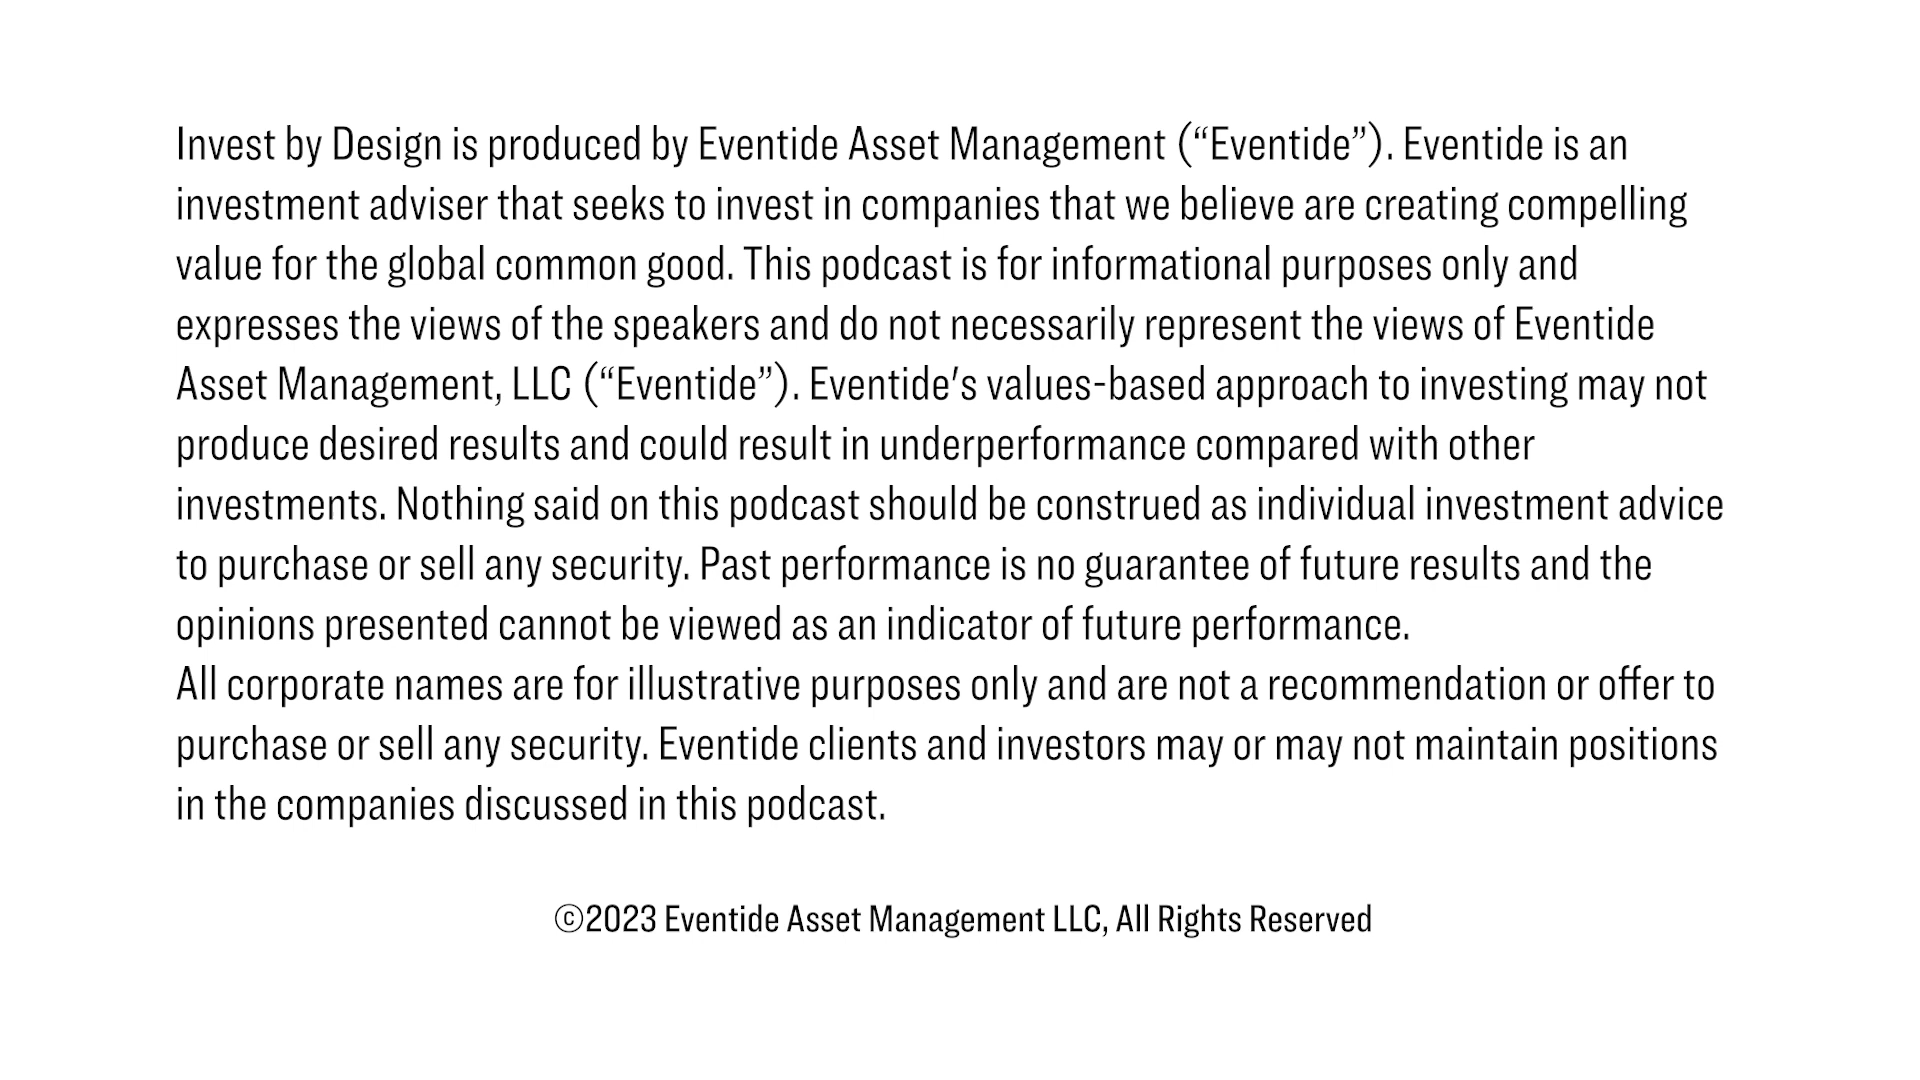 Invest by Design is produced by Eventide Asset Management (“Eventide”). Eventide is an
investment adviser that seeks to invest in companies that we believe are creating compelling
value for the global common good. This podcast is for informational purposes only and
expresses the views of the speakers and do not necessarily represent the views of Eventide
Asset Management, LLC (“Eventide”). Eventide's values-based approach to investing may not
produce desired results and could result in underperformance compared with other
investments. Nothing said on this podcast should be construed as individual investment advice
to purchase or sell any security. Past performance is no guarantee of future results and the
opinions presented cannot be viewed as an indicator of future performance.
All corporate names are for illustrative purposes only and are not a recommendation or offer to
purchase or sell any security. Eventide clients and investors may or may not maintain positions
in the companies discussed in this podcast.
©2023 Eventide Asset Management LLC, All Rights Reserved